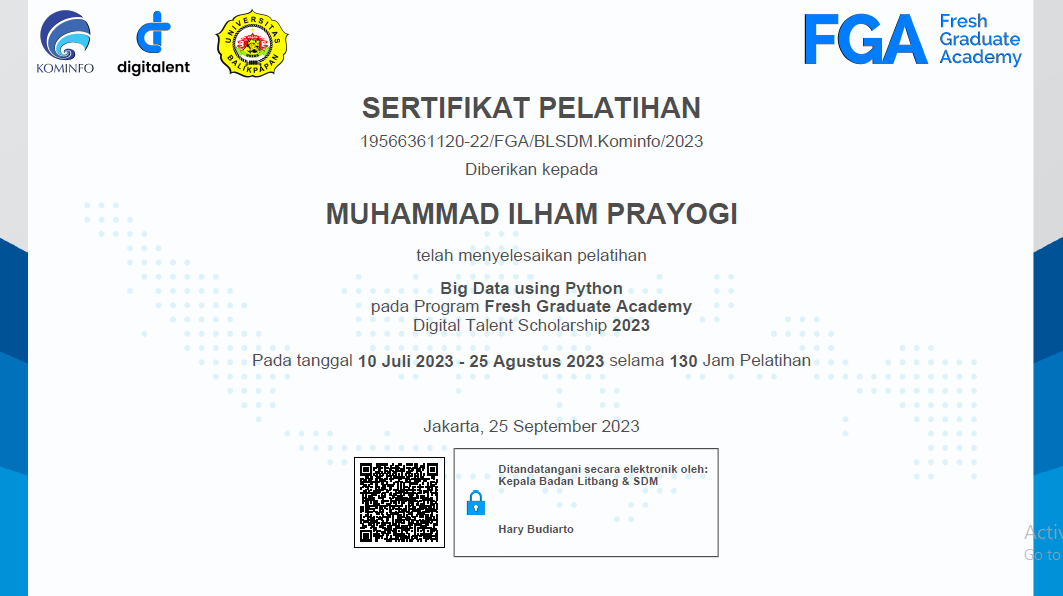 KOMINFO
digitalent
UNIVERSITAS
BALIKPAPAN
FGA
Fresh
Graduate
Academy
SERTIFIKAT PELATIHAN
19566361120-22/FGA/BLSDM.Kominfo/2023
Diberikan kepada
MUHAMMAD ILHAM PRAYOGI
telah menyelesaikan pelatihan
Big Data using Python
pada Program Fresh Graduate Academy
Digital Talent Scholarship 2023
Pada tanggal 10 Juli 2023 - 25 Agustus 2023 selama 130 Jam Pelatihan
Jakarta, 25 September 2023
Ditandatangani secara elektronik oleh:
Kepala Badan Litbang & SDM
Hary Budiarto
Activ
Go to